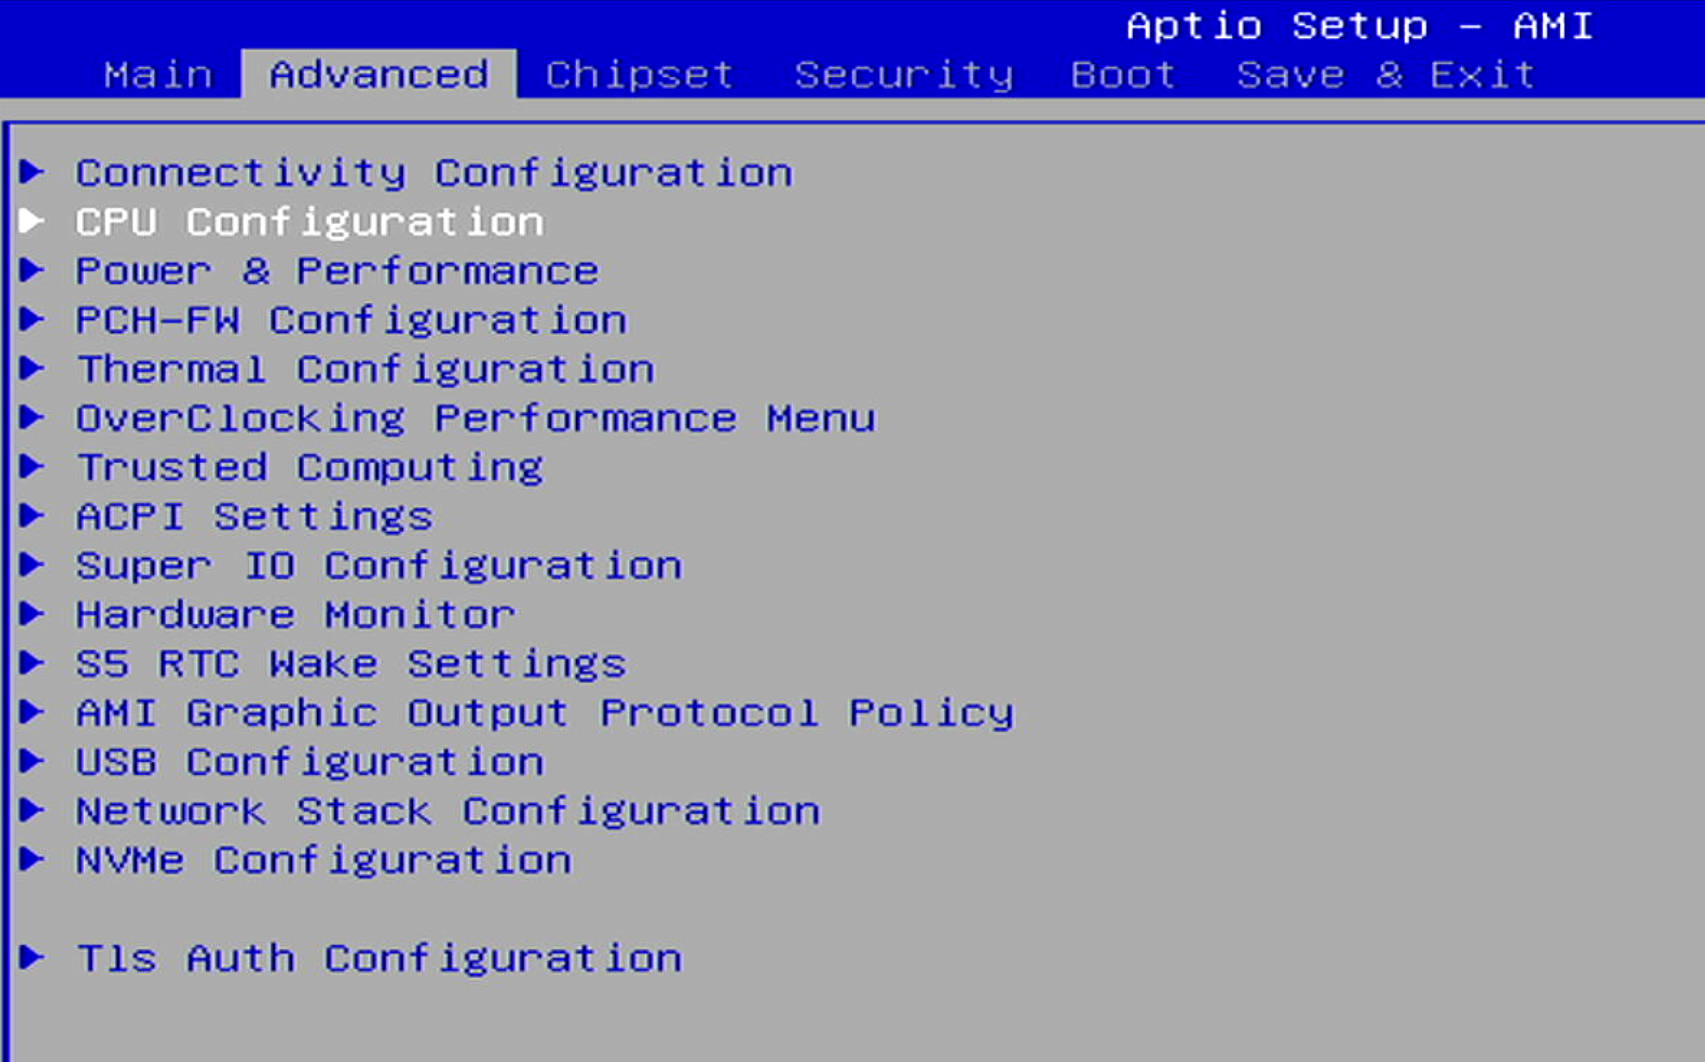 Aptio Setup – AMI
Main Advanced Chipset Security Boot Save & Exit
Connectivity Configuration
CPU Configuration
Power & Performance
PCH-FW Configuration
Thermal Configuration
OverClocking Performance Menu
Trusted Computing
ACPI Settings
Super IO Configuration
Hardware Monitor
S5 RTC Wake Settings
AMI Graphic Output Protocol Policy
USB Configuration
Network Stack Configuration
NVMe Configuration
Tls Auth Configuration